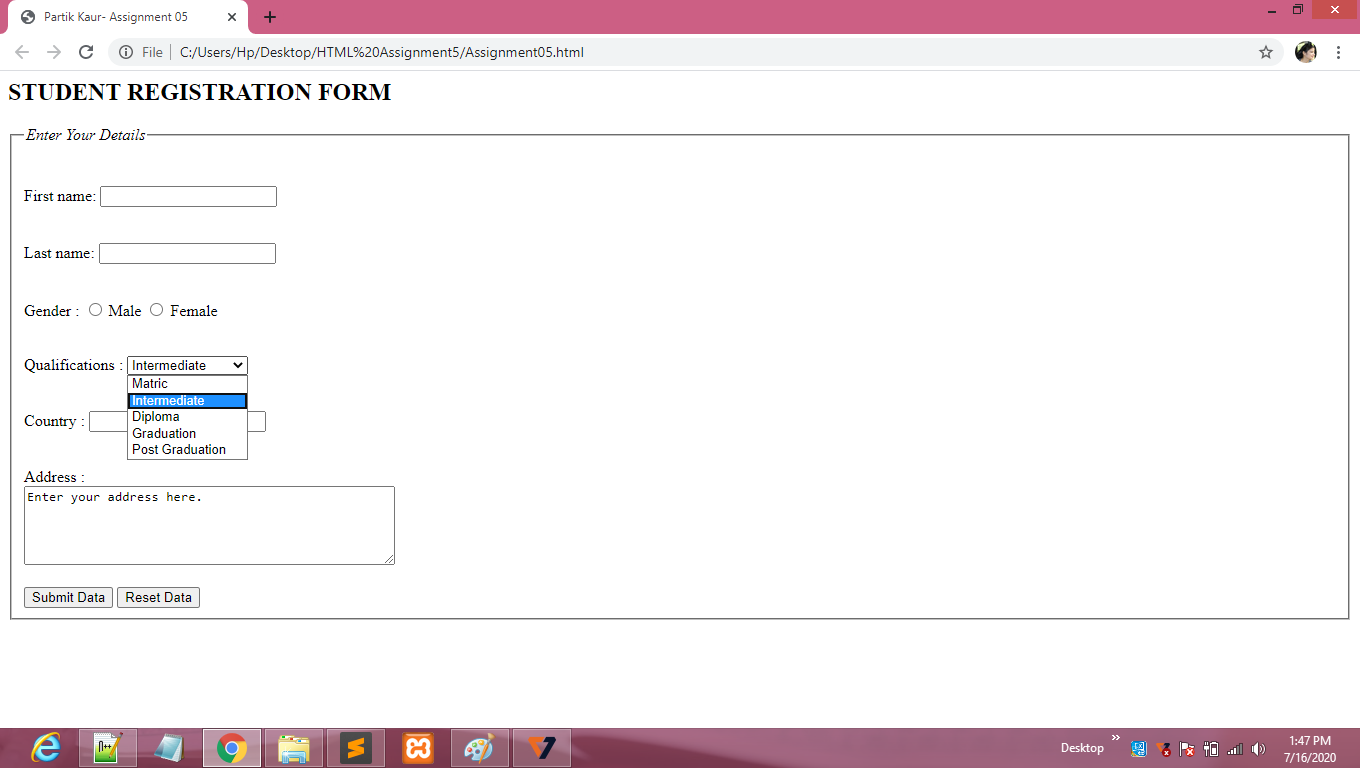 Partik Kaur- Assignment 05
File C:/Users/Hp/Desktop/HTML%20Assignment5/Assignment05.html
STUDENT REGISTRATION FORM
Enter Your Details
First name:
Last name:
Gender : Male Female
Qualifications : Intermediate
Matric
Intermediate
Diploma
Graduation
Post Graduation
Country :
Address :
Enter your address here.
Submit Data Reset Data
Desktop
1:47 PM
7/16/2020